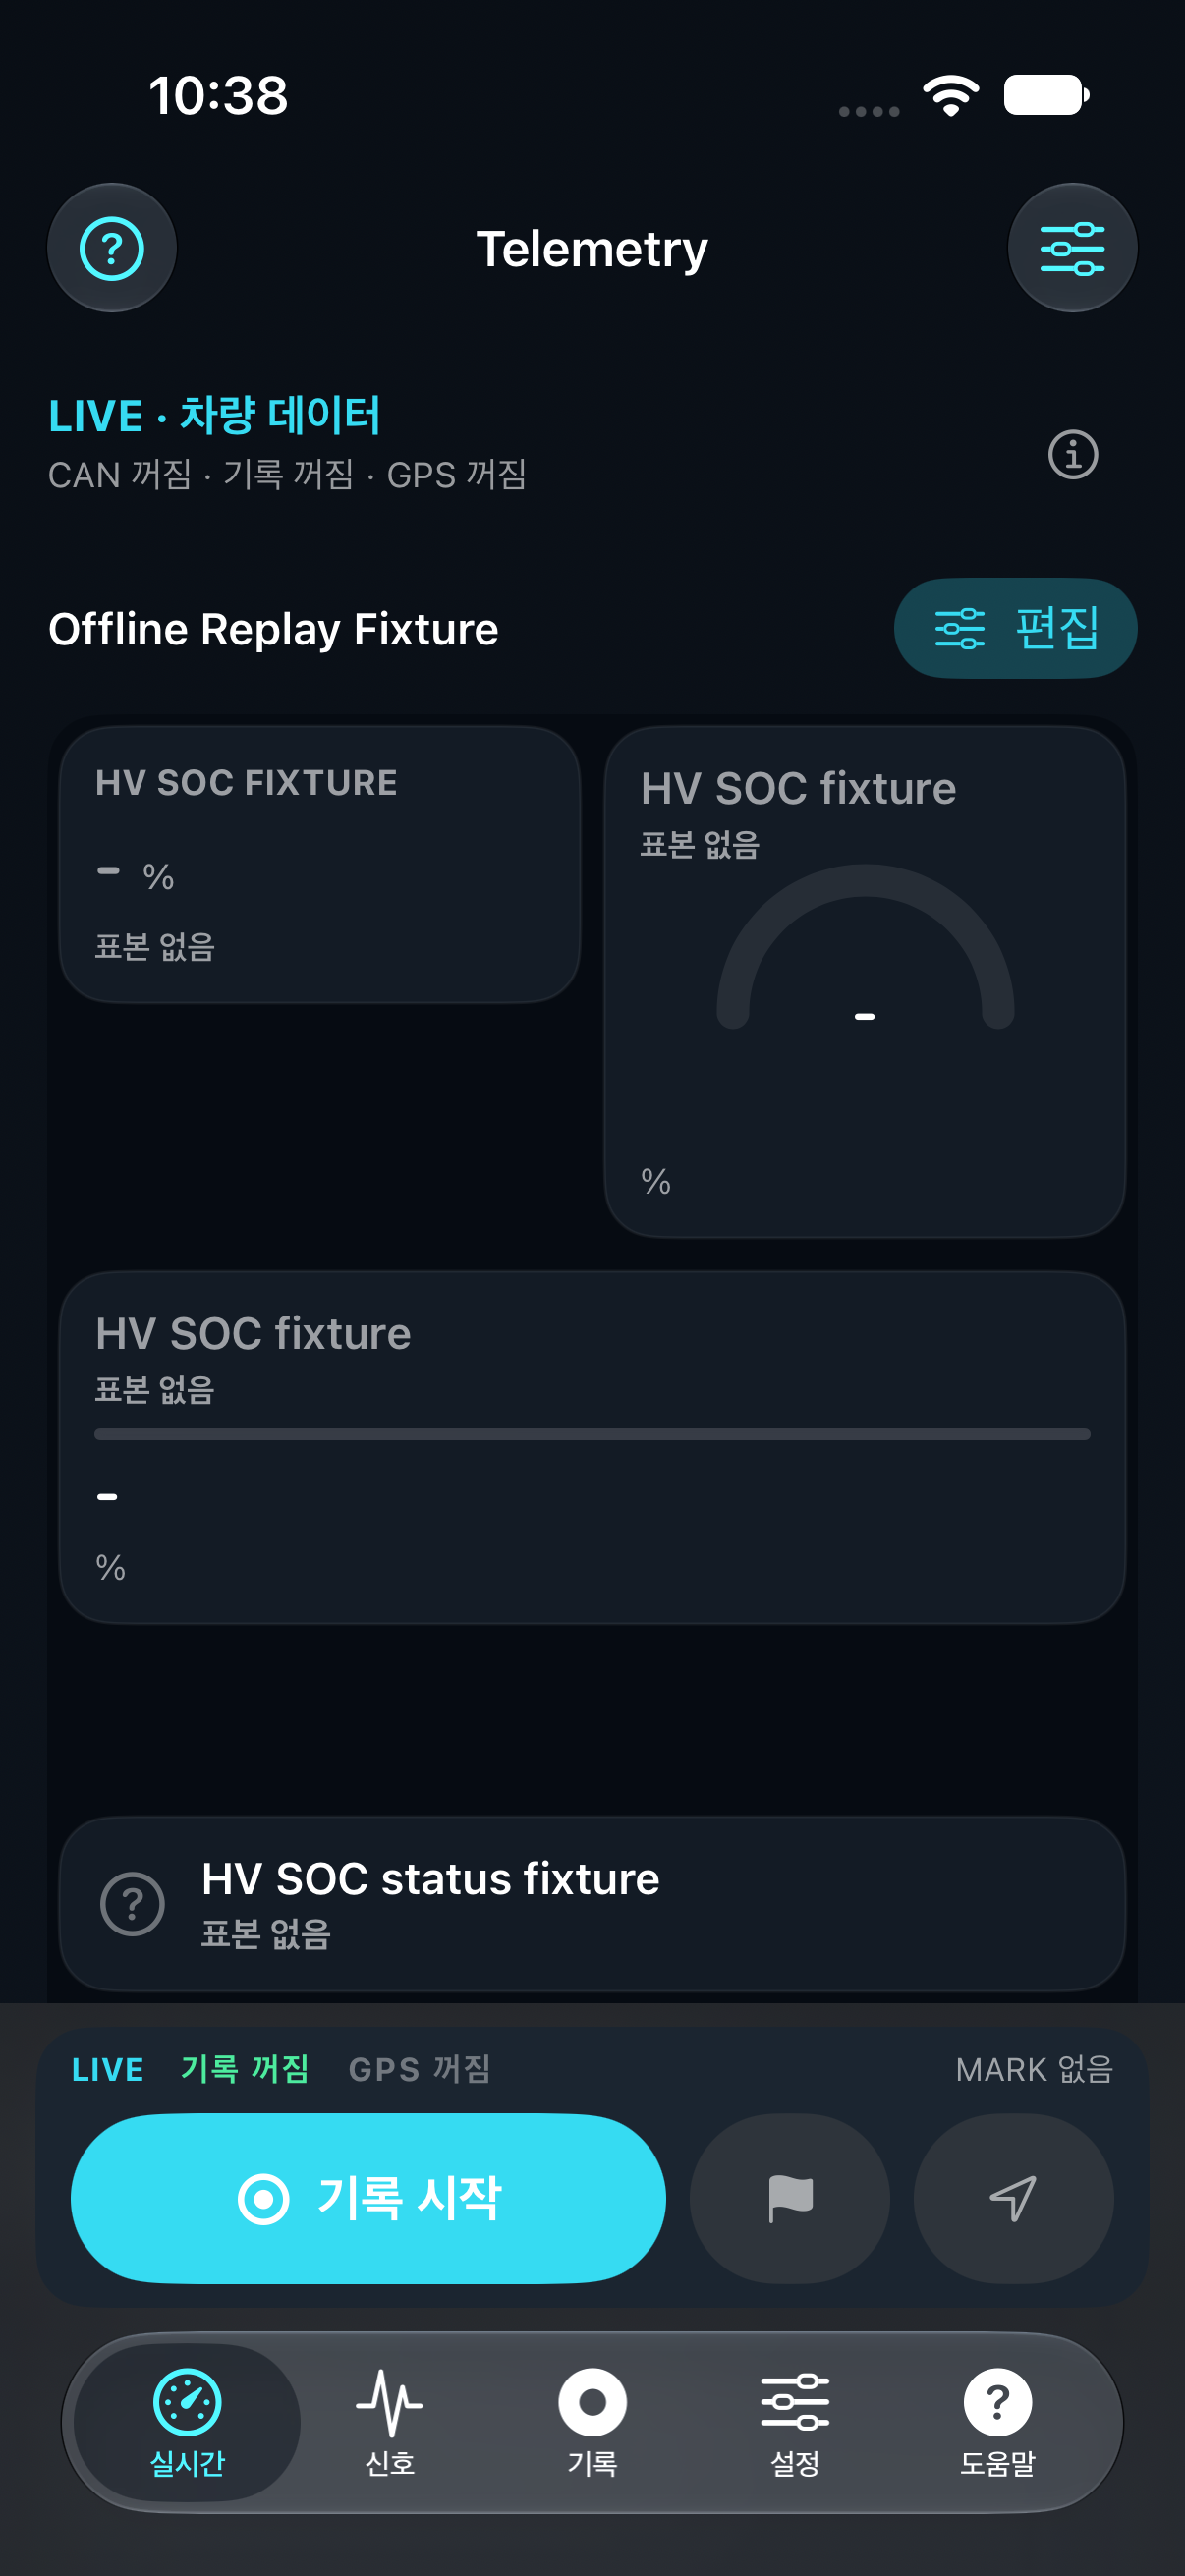 10:38
Telemetry
LIVE · 차량 데이터
CAN 꺼짐 · 기록 꺼짐 · GPS 꺼짐
Offline Replay Fixture
편집
HV SOC FIXTURE
- %
표본 없음
HV SOC fixture
표본 없음
-
%
HV SOC fixture
표본 없음
-
%
HV SOC status fixture
표본 없음
LIVE 기록 꺼짐 GPS 꺼짐 MARK 없음
기록 시작
실시간 신호 기록 설정 도움말